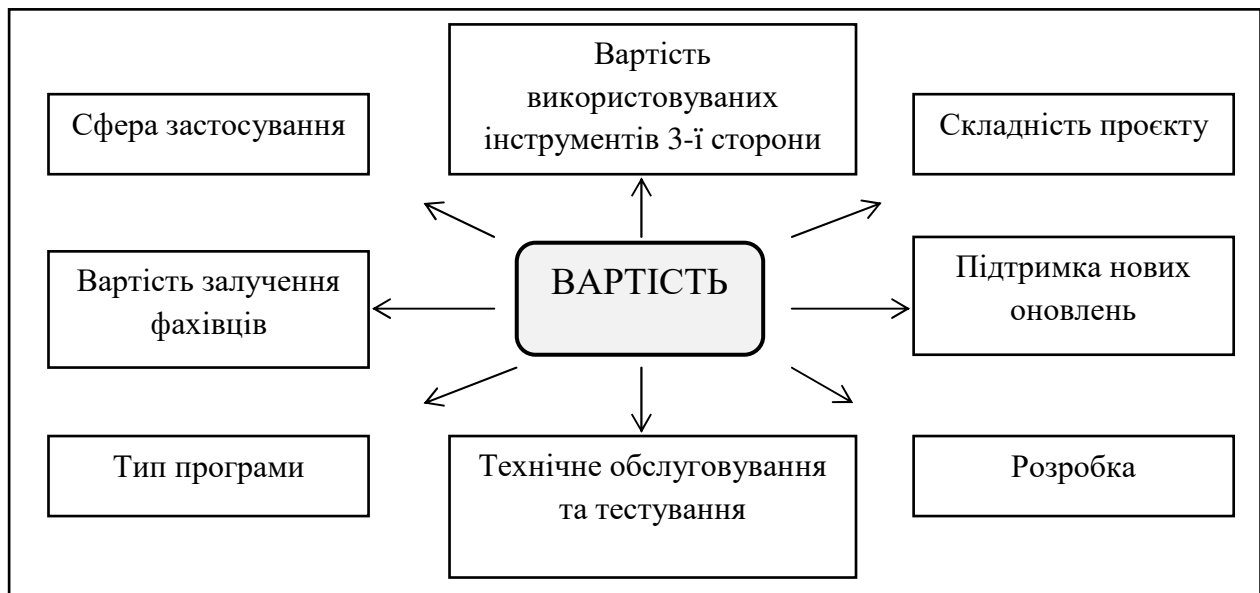 Вартість
використовуваних
інструментів 3-ї сторони
Сфера застосування
Складність проєкту
ВАРТІСТЬ
Вартість залучення
фахівців
Підтримка нових
оновлень
Тип програми
Технічне обслуговування
та тестування
Розробка